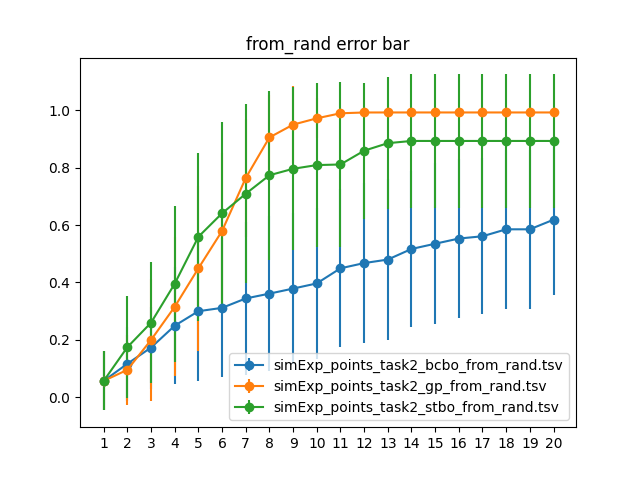 from_rand error bar
1.0
0.8
0.6
0.4
0.2
0.0
simExp_points_task2_bcbo_from_rand.tsv
simExp_points_task2_gp_from_rand.tsv
simExp_points_task2_stbo_from_rand.tsv
1 2 3 4 5 6 7 8 9 10 11 12 13 14 15 16 17 18 19 20